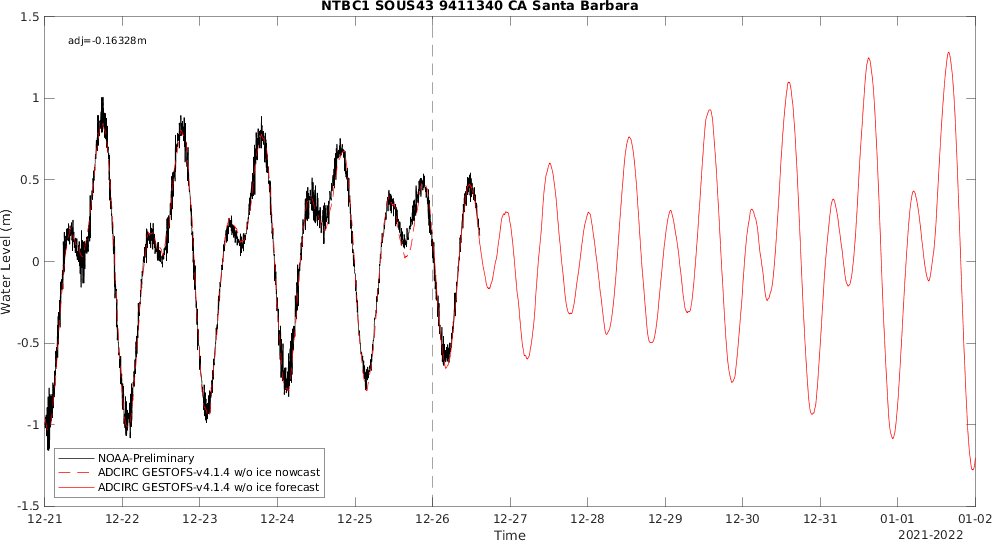 NTBC1 SOUS43 9411340 CA Santa Barbara
adj=-0.16328m
1.5
1
0.5
0
-0.5
-1
-1.5
Water Level (m)
NOAA-Preliminary
ADCIRC GESTOFS-v4.1.4 w/o ice nowcast
ADCIRC GESTOFS-v4.1.4 w/o ice forecast
12-21 12-22 12-23 12-24 12-25 12-26 12-27 12-28 12-29 12-30 12-31 01-01 01-02
Time
2021-2022